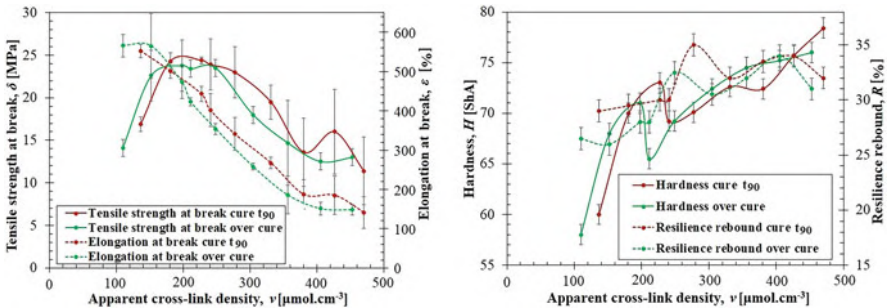 Tensile strength at break, δ [MPa]
30
25
20
15
10
5
0
0
100
200
300
400
500
Apparent cross-link density, ν [µmol.cm⁻³]
600
500
400
300
200
100
0
Elongation at break, ε [%]
Tensile strength at break cure t90
Tensile strength at break over cure
Elongation at break cure t90
Elongation at break over cure
Hardness, H [ShA]
80
75
70
65
60
55
0
100
200
300
400
500
Apparent cross-link density, ν [µmol.cm⁻³]
35
30
25
20
15
Resilience rebound, R [%]
Hardness cure t90
Hardness over cure
Resilience rebound cure t90
Resilience rebound over cure